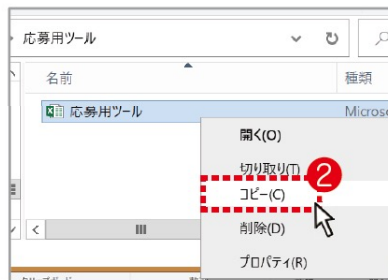 応募用ツール
名前
種類
応募用ツール
Microso
開く(O)
切り取り(T)
2
コピー(C)
削除(D)
プロパティ(R)